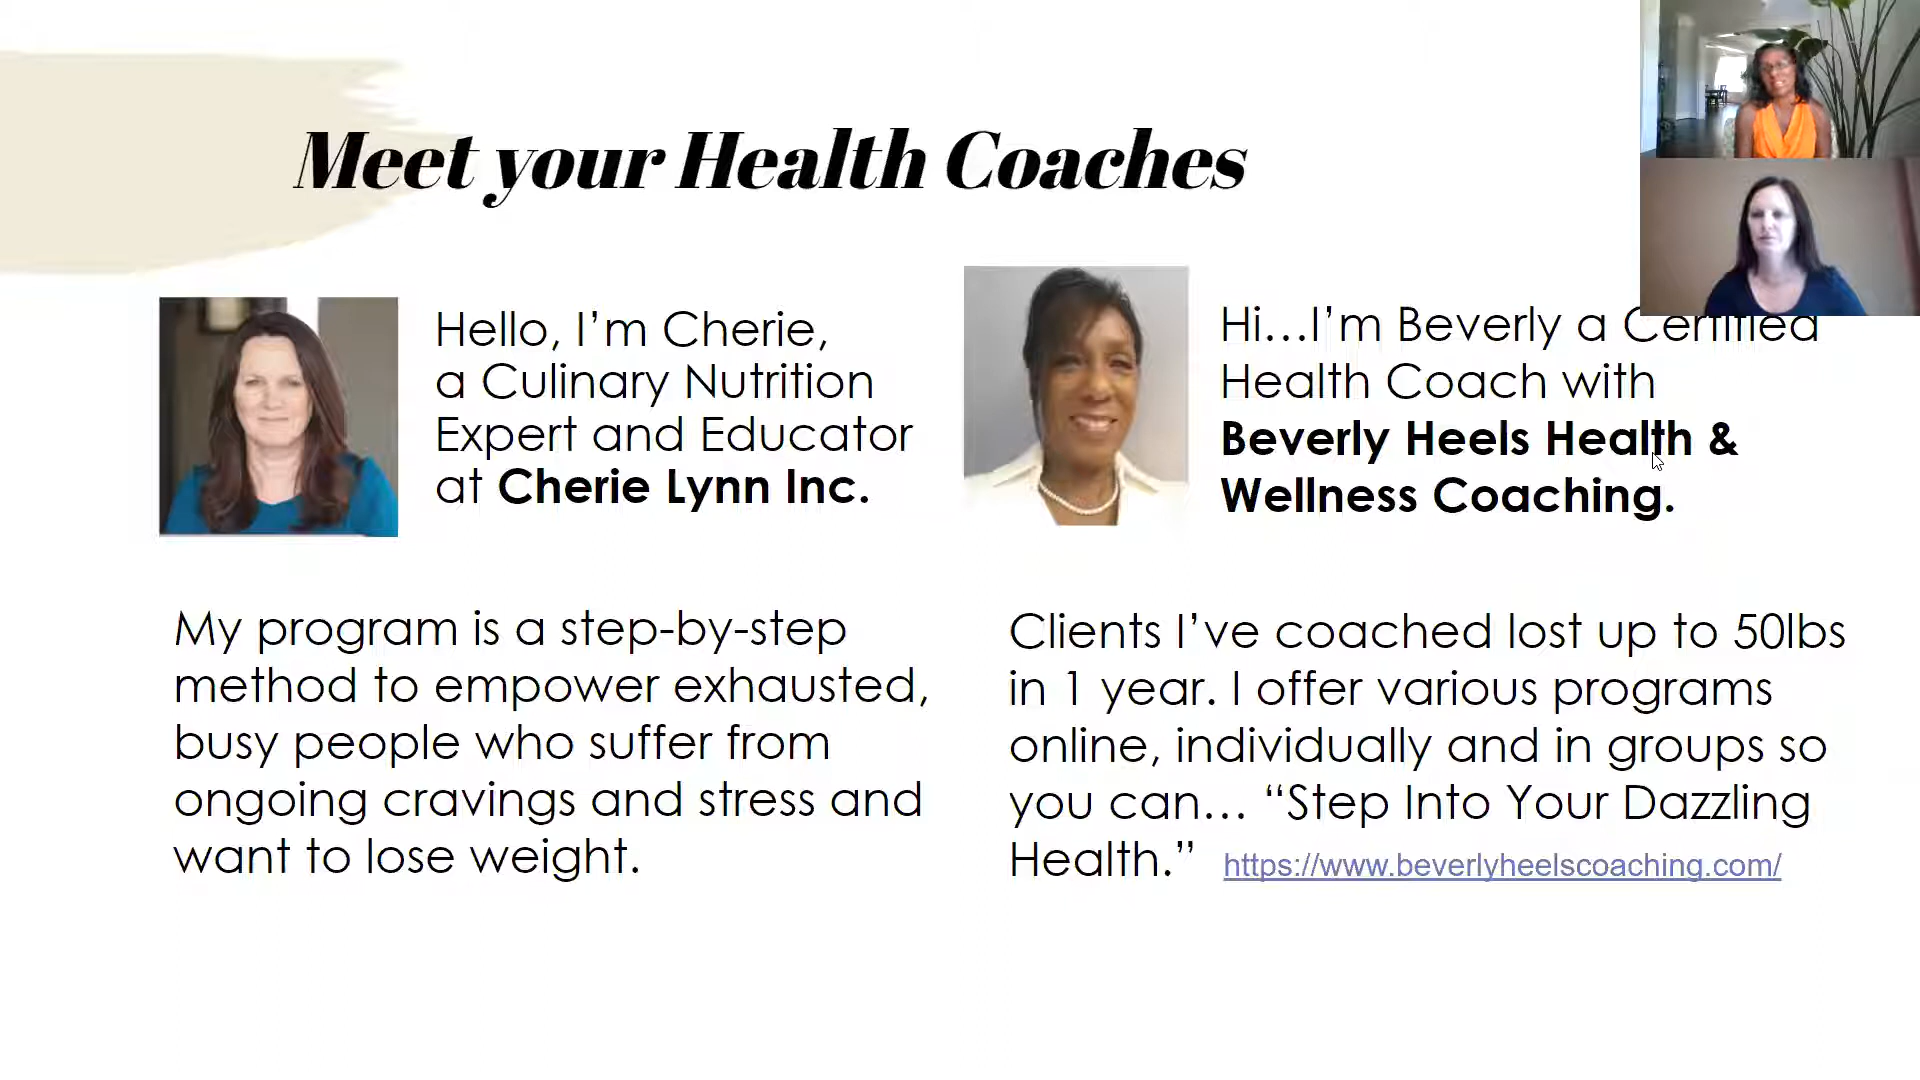 Meet your Health Coaches
Hello, I’m Cherie,
a Culinary Nutrition
Expert and Educator
at Cherie Lynn Inc.
My program is a step-by-step
method to empower exhausted,
busy people who suffer from
ongoing cravings and stress and
want to lose weight.
Hi…I’m Beverly a Certified
Health Coach with
Beverly Heels Health &
Wellness Coaching.
Clients I’ve coached lost up to 50lbs
in 1 year. I offer various programs
online, individually and in groups so
you can… “Step Into Your Dazzling
Health.” https://www.beverlyheelscoaching.com/